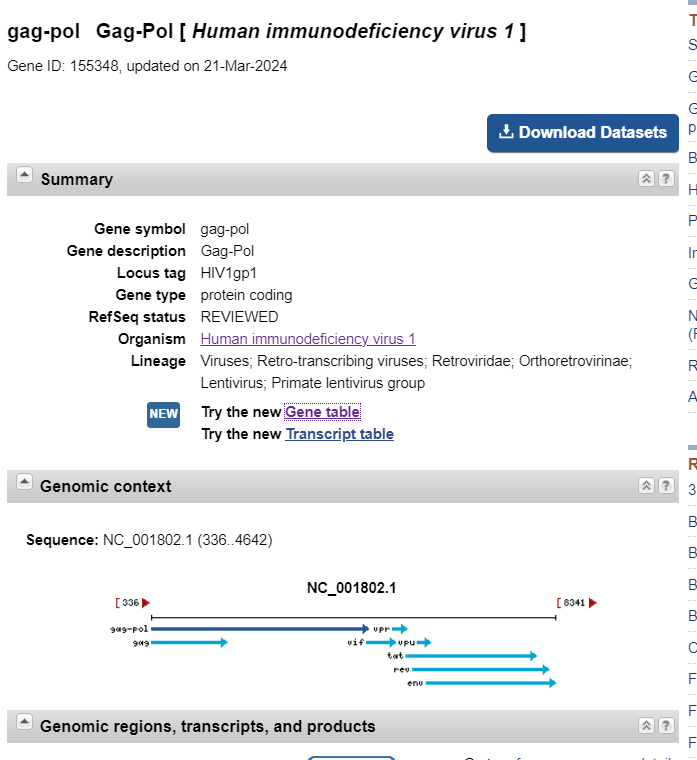 gag-pol Gag-Pol [ Human immunodeficiency virus 1 ]
Gene ID: 155348, updated on 21-Mar-2024
Download Datasets
Summary
Gene symbol gag-pol
Gene description Gag-Pol
Locus tag HIV1gp1
Gene type protein coding
RefSeq status REVIEWED
Organism Human immunodeficiency virus 1
Lineage Viruses; Retro-transcribing viruses; Retroviridae; Orthoretrovirinae;
Lentivirus; Primate lentivirus group
NEW Try the new Gene table
Try the new Transcript table
Genomic context
Sequence: NC_001802.1 (336..4642)
NC_001802.1
[ 336 [ 8341
gag-pol vpr
gag vif vpu
tat
rev
env
Genomic regions, transcripts, and products